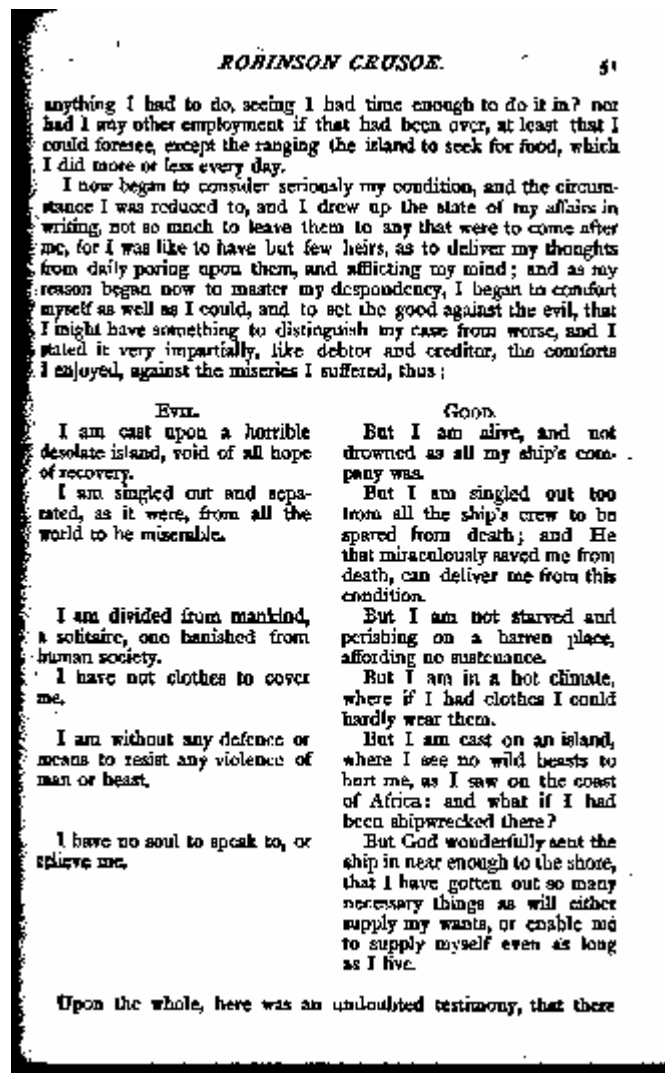 ROBINSON CRUSOE. 51
anything I had to do, seeing I had time enough to do it in? nor
had I any other employment if that had been over, at least that I
could foresee, except the ranging the island to seek for food, which
I did more or less every day.
I now began to consider seriously my condition, and the circum-
stance I was reduced to, and I drew up the state of my affairs in
writing, not so much to leave them to any that were to come after
me, for I was like to have but few heirs, as to deliver my thoughts
from daily poring upon them, and afflicting my mind; and as my
reason began now to master my despondency, I began to comfort
myself as well as I could, and to set the good against the evil, that
I might have something to distinguish my case from worse, and I
stated it very impartially, like debtor and creditor, the comforts
I enjoyed, against the miseries I suffered, thus:
EVIL.
I am cast upon a horrible
desolate island, void of all hope
of recovery.
I am singled out and sepa-
rated, as it were, from all the
world to be miserable.
I am divided from mankind,
a solitaire, one banished from
human society.
I have not clothes to cover
me.
I am without any defence or
means to resist any violence of
man or beast.
I have no soul to speak to, or
relieve me.
GOOD.
But I am alive, and not
drowned as all my ship's com-
pany was.
But I am singled out too
from all the ship's crew to be
spared from death; and He
that miraculously saved me from
death, can deliver me from this
condition.
But I am not starved and
perishing on a barren place,
affording no sustenance.
But I am in a hot climate,
where if I had clothes I could
hardly wear them.
But I am cast on an island,
where I see no wild beasts to
hurt me, as I saw on the coast
of Africa: and what if I had
been shipwrecked there?
But God wonderfully sent the
ship in near enough to the shore,
that I have gotten out so many
necessary things as will either
supply my wants, or enable me
to supply myself even as long
as I live.
Upon the whole, here was an undoubted testimony, that there